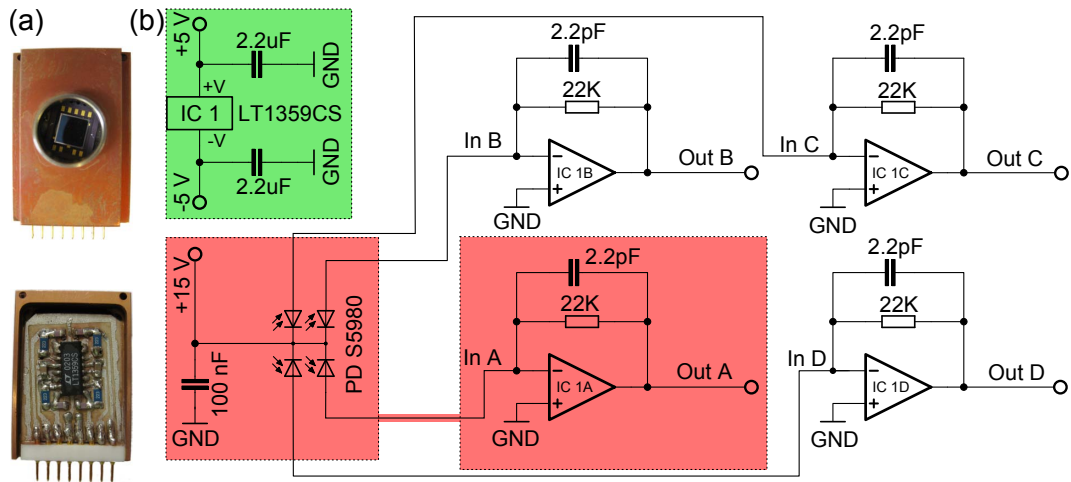 (a)
(b)
+5 V
2.2uF
GND
+V
IC 1
LT1359CS
-V
-5 V
2.2uF
GND
+15 V
100 nF
GND
PD S5980
2.2pF
22K
In B
IC 1B
Out B
GND
2.2pF
22K
In C
IC 1C
Out C
GND
2.2pF
22K
In A
IC 1A
Out A
GND
2.2pF
22K
In D
IC 1D
Out D
GND
0203
LT1359CS